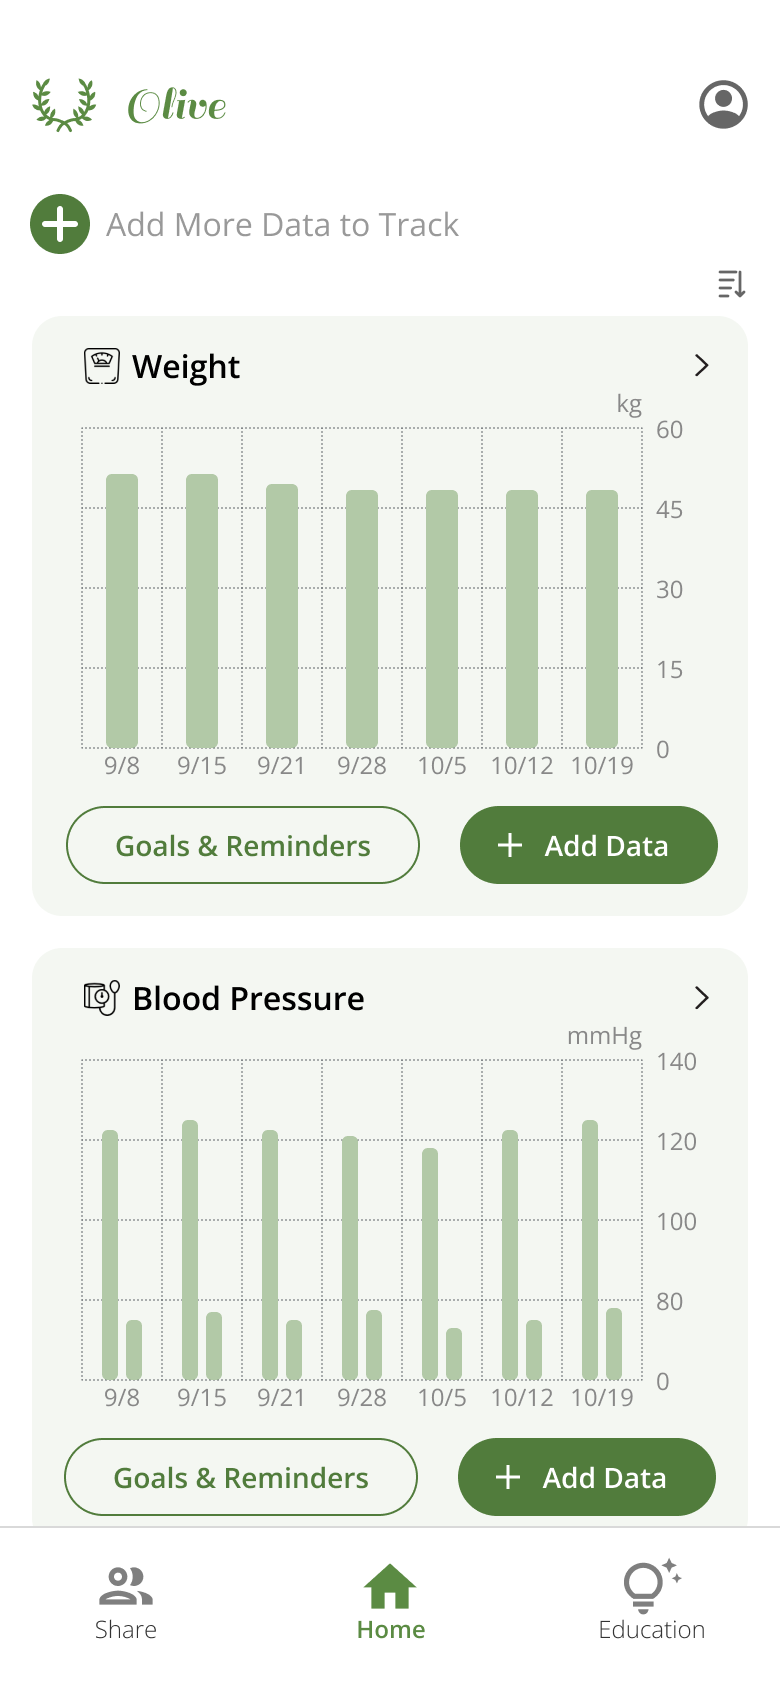 Olive
Add More Data to Track
Weight
kg
60
45
30
15
0
9/8 9/15 9/21 9/28 10/5 10/12 10/19
Goals & Reminders
Add Data
Blood Pressure
mmHg
140
120
100
80
0
9/8 9/15 9/21 9/28 10/5 10/12 10/19
Goals & Reminders
Add Data
Share Home Education